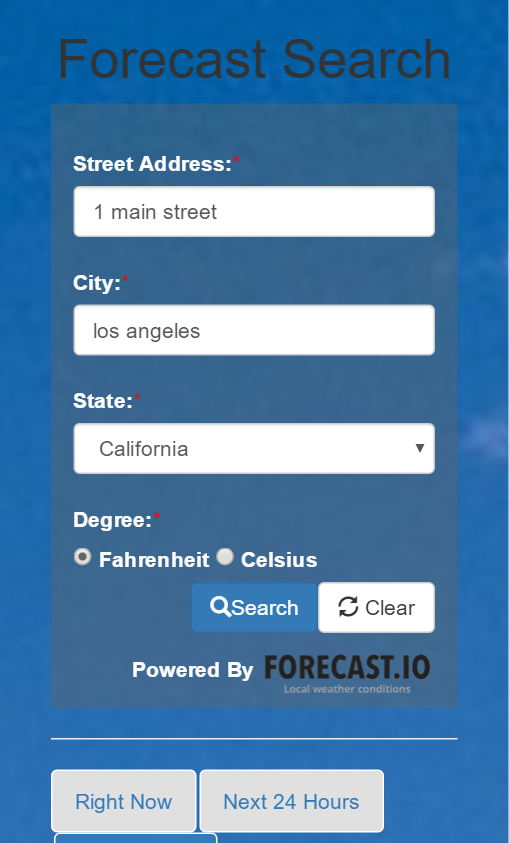 Forecast Search
Street Address:*
1 main street
City:*
los angeles
State:*
California
Degree:*
Fahrenheit Celsius
Search Clear
Powered By FORECAST.IO
Local weather conditions
Right Now Next 24 Hours